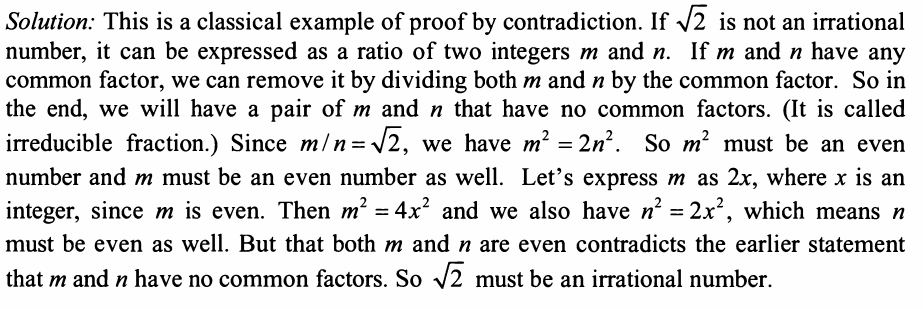 Solution: This is a classical example of proof by contradiction. If √2 is not an irrational
number, it can be expressed as a ratio of two integers m and n. If m and n have any
common factor, we can remove it by dividing both m and n by the common factor. So in
the end, we will have a pair of m and n that have no common factors. (It is called
irreducible fraction.) Since m/n = √2, we have m² = 2n². So m² must be an even
number and m must be an even number as well. Let's express m as 2x, where x is an
integer, since m is even. Then m² = 4x² and we also have n² = 2x², which means n
must be even as well. But that both m and n are even contradicts the earlier statement
that m and n have no common factors. So √2 must be an irrational number.